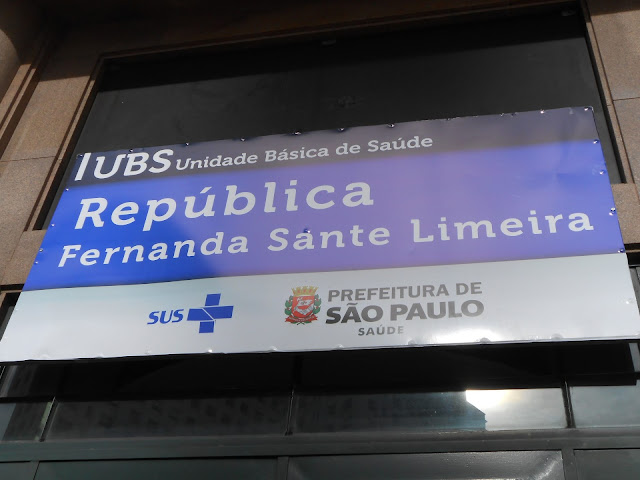 UBS Unidade Básica de Saúde
República
Fernanda Sante Limeira
SUS
PREFEITURA DE
SÃO PAULO
SAÚDE